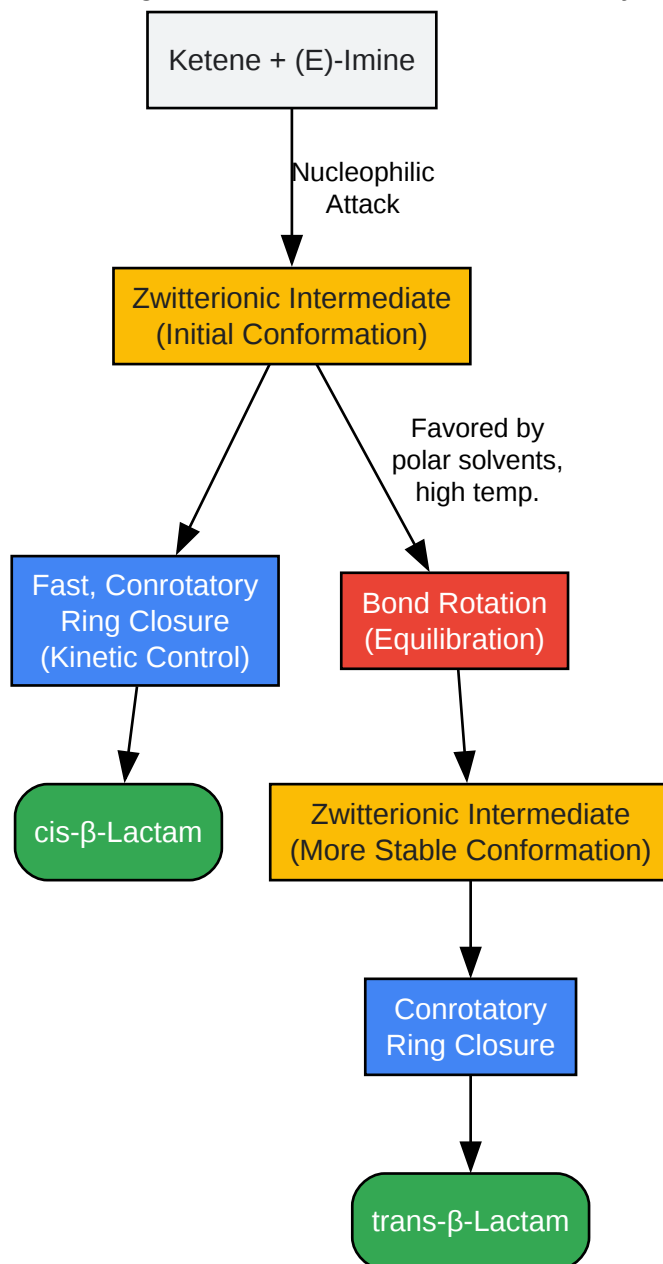 Ketene + (E)-Imine
Nucleophilic
Attack
Zwitterionic Intermediate
(Initial Conformation)
Favored by
polar solvents,
high temp.
Fast, Conrotatory
Ring Closure
(Kinetic Control)
Bond Rotation
(Equilibration)
cis-β-Lactam
Zwitterionic Intermediate
(More Stable Conformation)
Conrotatory
Ring Closure
trans-β-Lactam